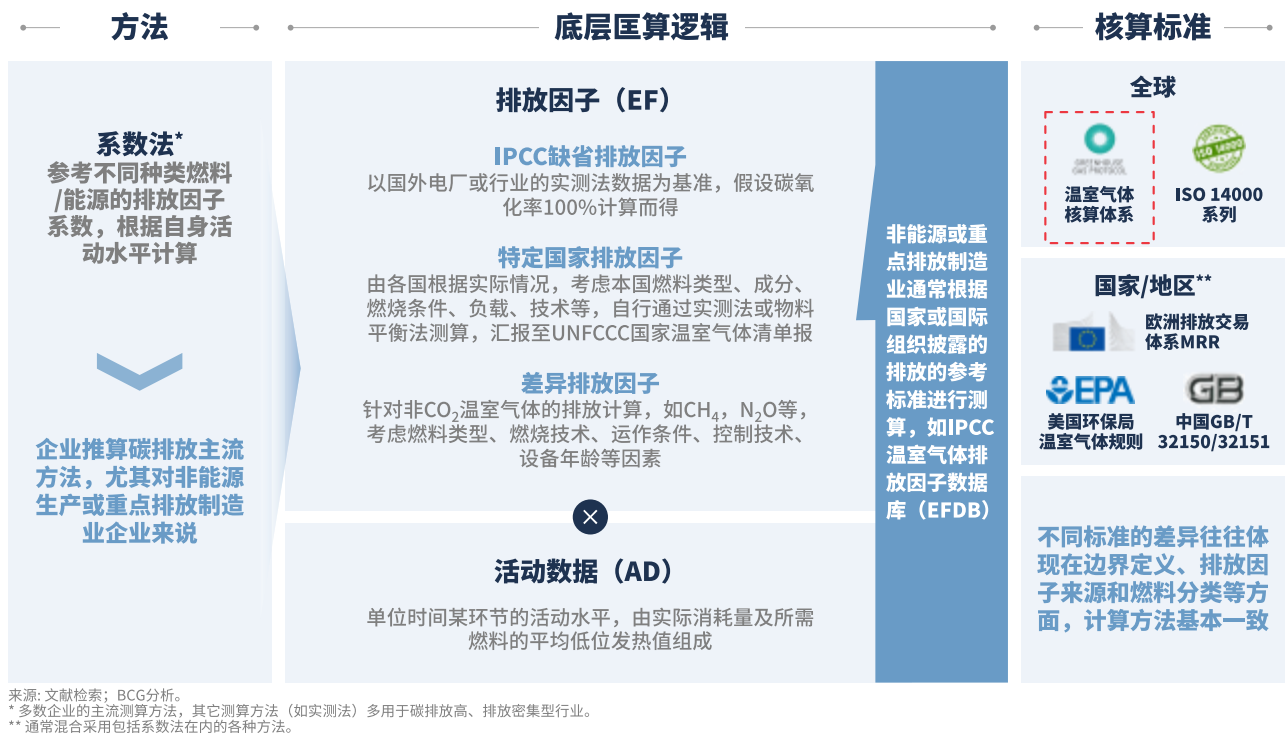 方法
系数法*
参考不同种类燃料
/能源的排放因子
系数，根据自身活
动水平计算
企业推算碳排放主流
方法，尤其对非能源
生产或重点排放制造
业企业来说
底层匡算逻辑
排放因子（EF）
IPCC缺省排放因子
以国外电厂或行业的实测法数据为基准，假设碳氧
化率100%计算而得
特定国家排放因子
由各国根据实际情况，考虑本国燃料类型、成分、
燃烧条件、负载、技术等，自行通过实测法或物料
平衡法测算，汇报至UNFCCC国家温室气体清单报
差异排放因子
针对非CO₂温室气体的排放计算，如CH₄，N₂O等，
考虑燃料类型、燃烧技术、运作条件、控制技术、
设备年龄等因素
活动数据（AD）
单位时间某环节的活动水平，由实际消耗量及所需
燃料的平均低位发热值组成
非能源或重
点排放制造
业通常根据
国家或国际
组织披露的
排放的参考
标准进行测
算，如IPCC
温室气体排
放因子数据
库（EFDB）
核算标准
全球
GREENHOUSE
GAS PROTOCOL
温室气体
核算体系
ISO 14000
ISO 14000
系列
国家/地区**
欧洲排放交易
体系MRR
EPA
美国环保局
温室气体规则
GB
中国GB/T
32150/32151
不同标准的差异往往体
现在边界定义、排放因
子来源和燃料分类等方
面，计算方法基本一致
来源: 文献检索；BCG分析。
* 多数企业的主流测算方法，其它测算方法（如实测法）多用于碳排放高、排放密集型行业。
** 通常混合采用包括系数法在内的各种方法。